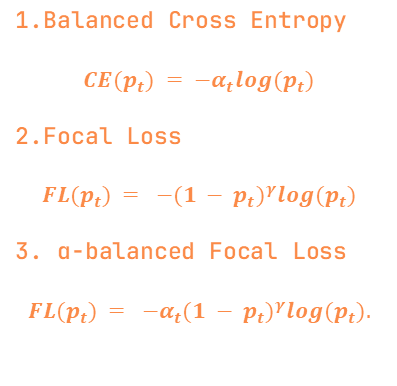 1.Balanced Cross Entropy
CE(pₜ) = −αₜlog(pₜ)
2.Focal Loss
FL(pₜ) = −(1 − pₜ)ᵞlog(pₜ)
3. α-balanced Focal Loss
FL(pₜ) = −αₜ(1 − pₜ)ᵞlog(pₜ).